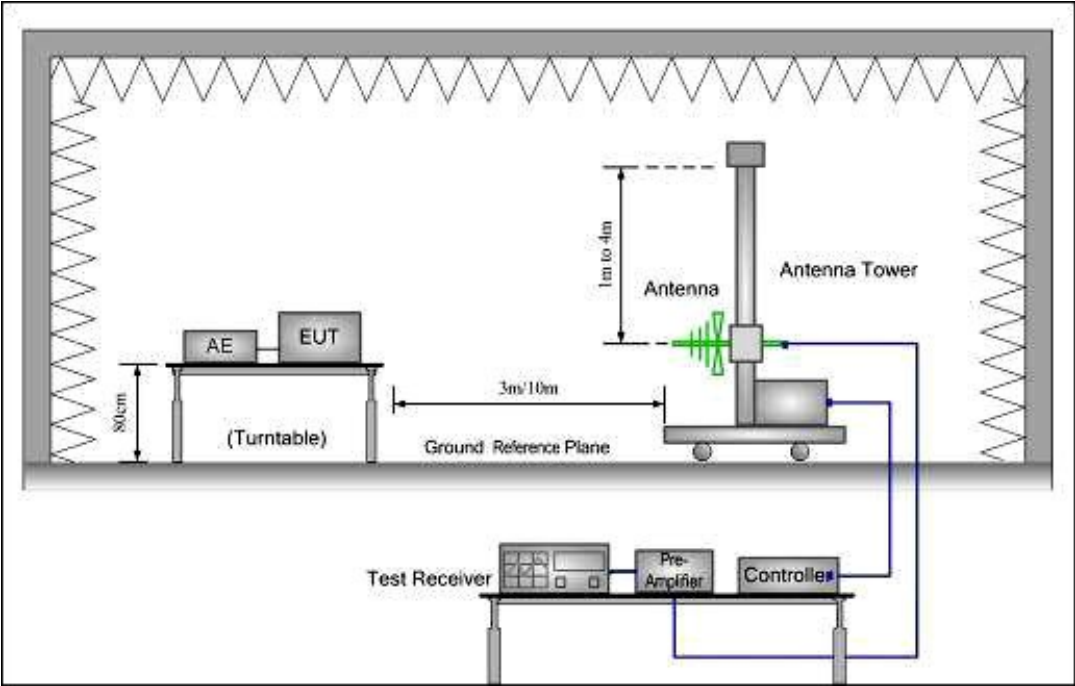 1m to 4m
Antenna
Antenna Tower
AE
EUT
80cm
3m/10m
(Turntable)
Ground Reference Plane
Test Receiver
Pre-
Amplifier
Controller